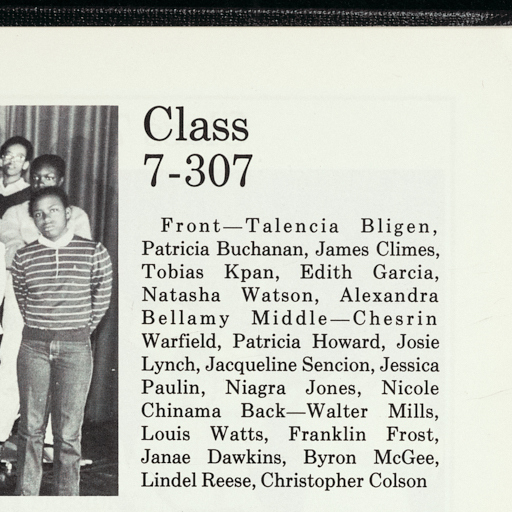 Class
7-307
Front—Talencia Bligen,
Patricia Buchanan, James Climes,
Tobias Kpan, Edith Garcia,
Natasha Watson, Alexandra
Bellamy Middle—Chesrin
Warfield, Patricia Howard, Josie
Lynch, Jacqueline Sencion, Jessica
Paulin, Niagra Jones, Nicole
Chinama Back—Walter Mills,
Louis Watts, Franklin Frost,
Janae Dawkins, Byron McGee,
Lindel Reese, Christopher Colson